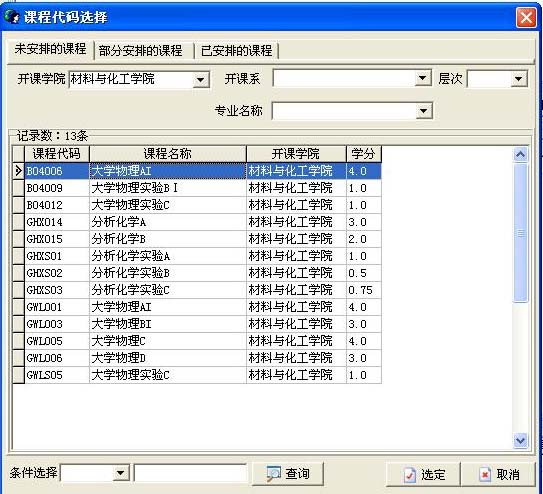 课程代码选择
未安排的课程 部分安排的课程 已安排的课程
开课学院 材料与化工学院 开课系 层次
专业名称
记录数：13条
课程代码 课程名称 开课学院 学分
B04006 大学物理AI 材料与化工学院 4.0
B04009 大学物理实验BⅠ 材料与化工学院 1.0
B04012 大学物理实验C 材料与化工学院 1.0
GHX014 分析化学A 材料与化工学院 3.0
GHX015 分析化学B 材料与化工学院 2.0
GHXS01 分析化学实验A 材料与化工学院 1.0
GHXS02 分析化学实验B 材料与化工学院 0.5
GHXS03 分析化学实验C 材料与化工学院 0.75
GWL001 大学物理AI 材料与化工学院 4.0
GWL003 大学物理BI 材料与化工学院 3.0
GWL005 大学物理C 材料与化工学院 4.0
GWL006 大学物理D 材料与化工学院 3.0
GWLS05 大学物理实验C 材料与化工学院 1.0
条件选择 查询 选定 取消